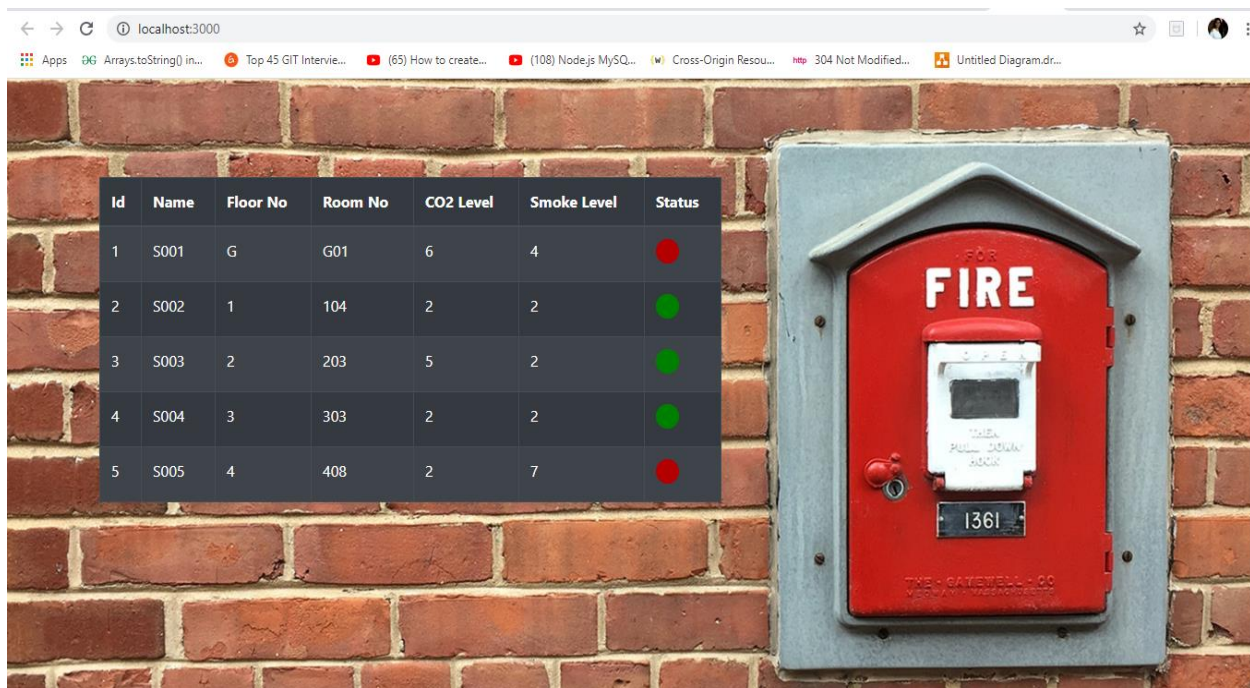 localhost:3000
Apps
Arrays.toString() in...
Top 45 GIT Intervie...
(65) How to create...
(108) Node.js MySQ...
Cross-Origin Resou...
304 Not Modified...
Untitled Diagram.dr...
Id Name Floor No Room No CO2 Level Smoke Level Status
1 S001 G G01 6 4
2 S002 1 104 2 2
3 S003 2 203 5 2
4 S004 3 303 2 2
5 S005 4 408 2 7
FOR
FIRE
OPEN
THEN
PULL DOWN
HOOK
1361
THE - GAMEWELL - CO